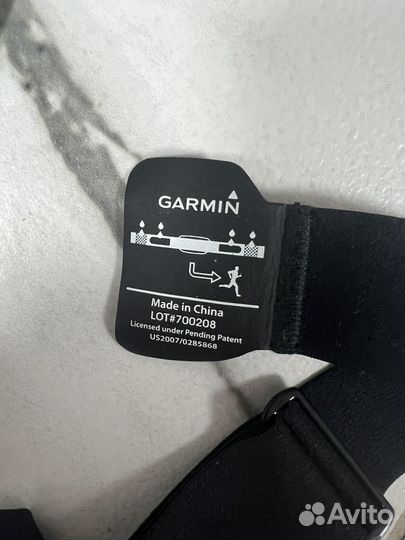 GARMIN
Made in China
LOT#700208
Licensed under Pending Patent
US2007/0285868
Avito